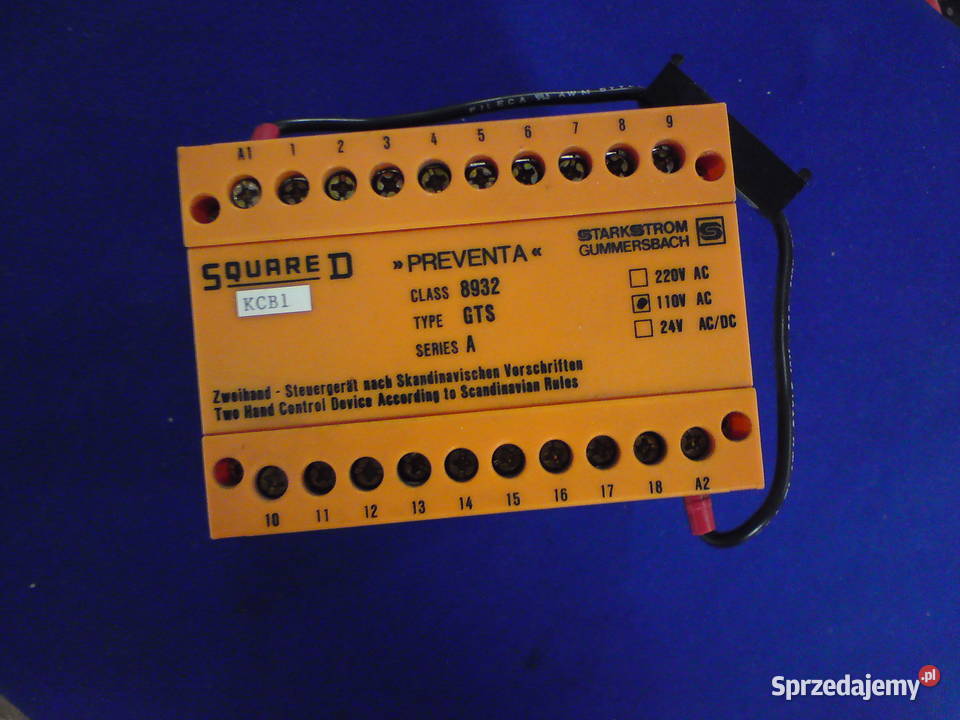 FILECA AWM
A1 1 2 3 4 5 6 7 8 9
SQUARE D
KCB1
»PREVENTA«
CLASS 8932
TYPE GTS
SERIES A
STARKSTROM
GUMMERSBACH
220V AC
110V AC
24V AC/DC
Zweihand - Steuergerät nach Skandinavischen Vorschriften
Two Hand Control Device According to Scandinavian Rules
10 11 12 13 14 15 16 17 18 A2
Sprzedajemy.pl